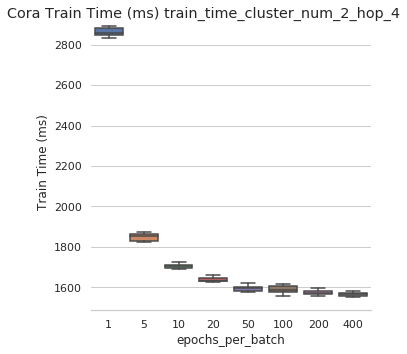 Cora Train Time (ms) train_time_cluster_num_2_hop_4
2800
2600
2400
2200
2000
1800
1600
Train Time (ms)
1 5 10 20 50 100 200 400
epochs_per_batch